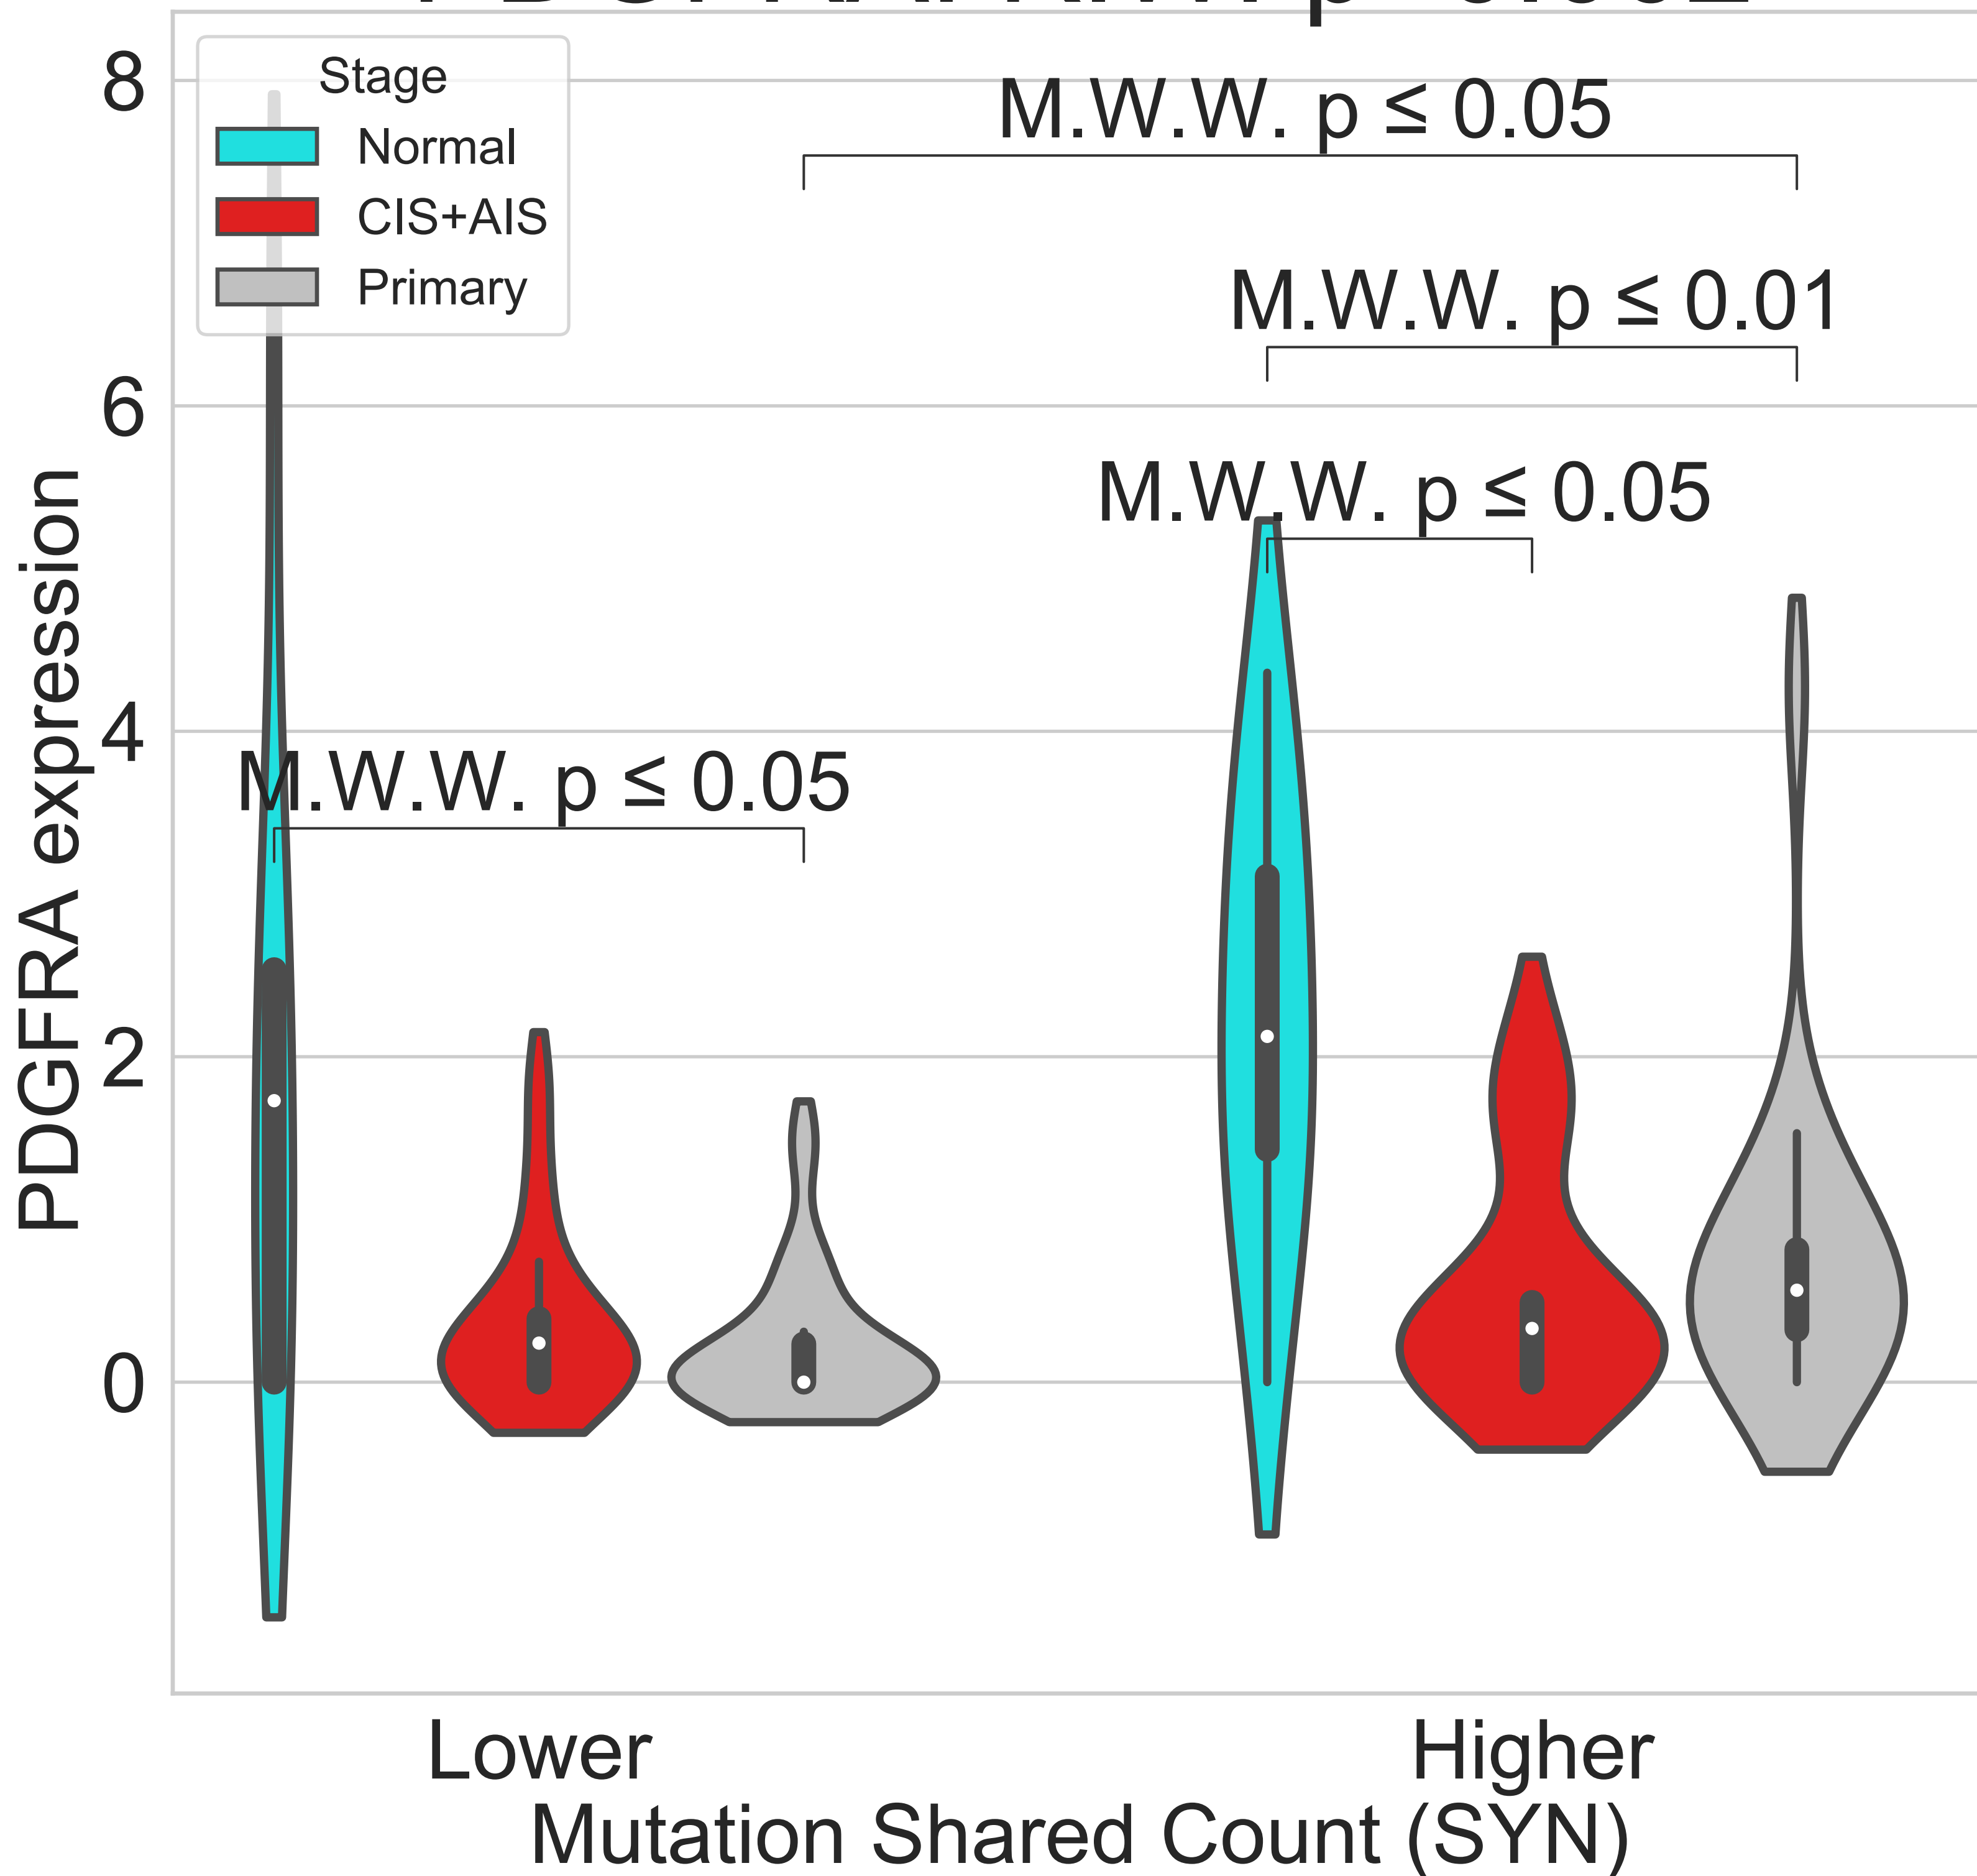 Stage
Normal
CIS+AIS
Primary
M.W.W. p ≤ 0.05
M.W.W. p ≤ 0.01
M.W.W. p ≤ 0.05
M.W.W. p ≤ 0.05
8
6
4
2
0
PDGFRA expression
Lower
Higher
Mutation Shared Count (SYN)